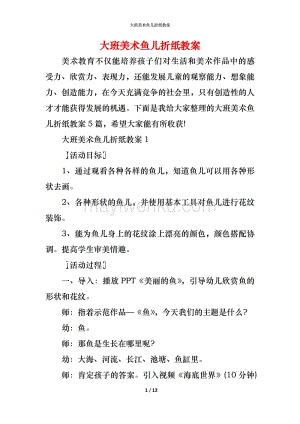 大班美术鱼儿折纸教案
大班美术鱼儿折纸教案
美术教育不仅能培养孩子们对生活和美术作品中的感
受力、欣赏力、表现力，还能发展儿童的观察能力、想象能
力、创造能力，在今天充满竞争的社会里，只有创造性的人
才才能获得发展的机遇。下面是我给大家整理的大班美术鱼
儿折纸教案 5 篇，希望大家能有所收获!
大班美术鱼儿折纸教案 1
【活动目标】
1、通过观看各种各样的鱼儿，知道鱼儿可以用各种形
状去画。
2、各种形状的鱼儿，并使用基本工具对鱼儿进行花纹
装饰。
3、能为鱼儿身上的花纹涂上漂亮的颜色，颜色搭配协
调。提高学生审美情趣。
【活动过程】
一、导入：播放 PPT《美丽的鱼》，引导幼儿欣赏鱼的
形状和花纹。
师：指着示范作品—《鱼》，今天我们的主题是什么?
幼：鱼。
师：那鱼是生长在哪里呢?
幼：大海、河流、长江、池塘、鱼缸里。
师：肯定孩子的答案。引入视频《海底世界》(10 分钟)
1 / 12